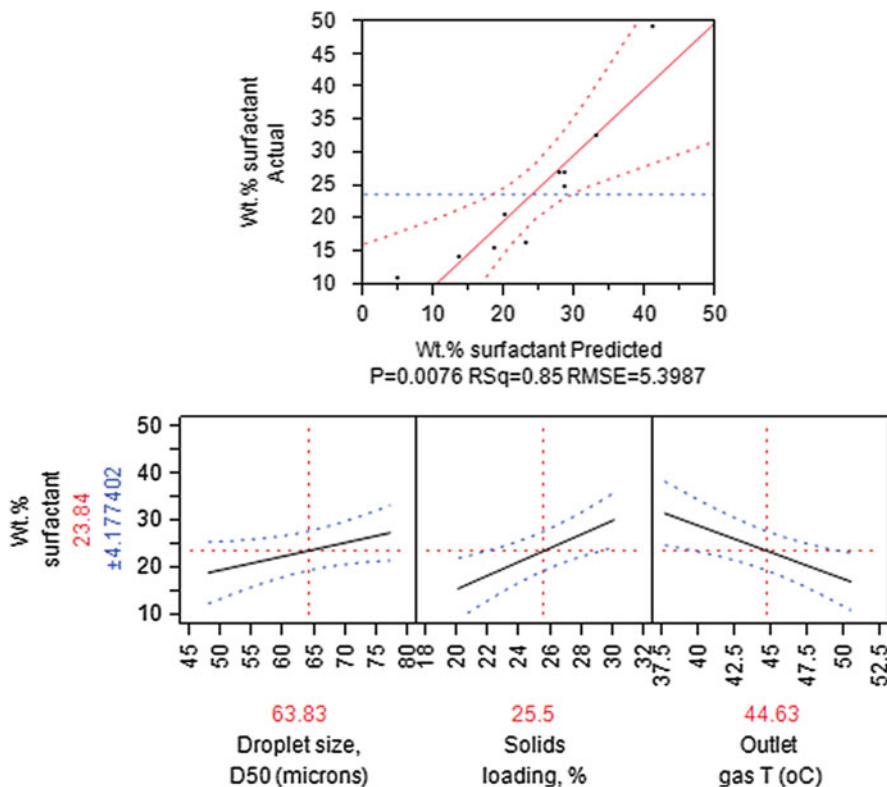 50
45
40
35
30
25
20
15
10
Wt.% surfactant
Actual
0 10 20 30 40 50
Wt.% surfactant Predicted
P=0.0076 RSq=0.85 RMSE=5.3987
50
40
30
20
10
Wt.%
surfactant
23.84
±4.177402
45 50 55 60 65 70 75 80
18 20 22 24 26 28 30 32
37.5 40 42.5 45 47.5 50 52.5
63.83 25.5 44.63
Droplet size, Solids Outlet
D50 (microns) loading, % gas T (oC)